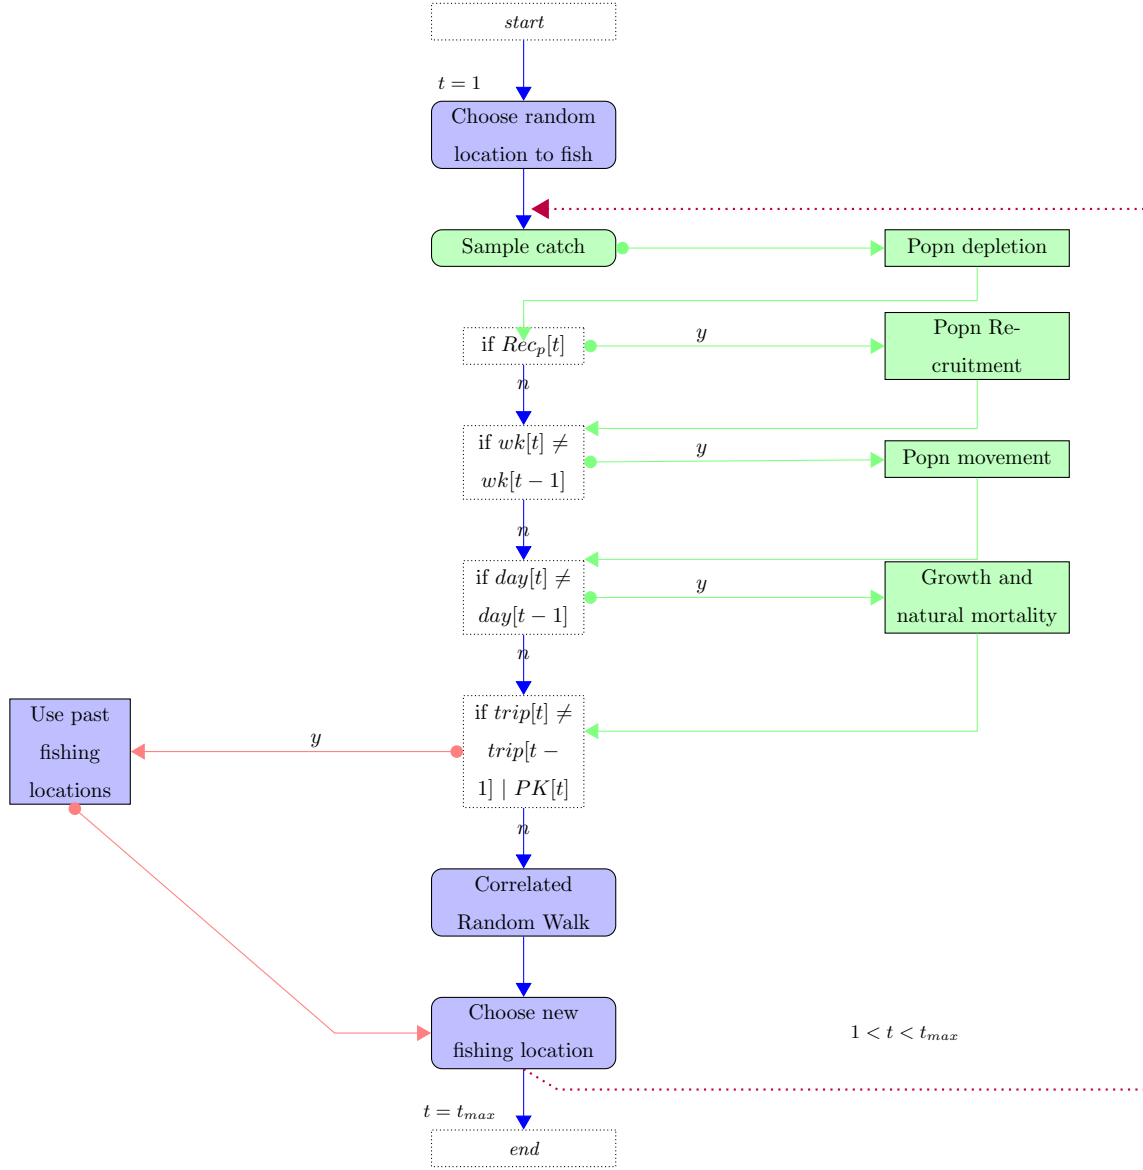 start
t = 1
Choose random
location to fish
Sample catch
Popn depletion
if Rec_p[t]
y
Popn Re-
cruitment
n
if wk[t] ≠
wk[t − 1]
y
Popn movement
n
if day[t] ≠
day[t − 1]
y
Growth and
natural mortality
n
if trip[t] ≠
trip[t −
1] | PK[t]
y
Use past
fishing
locations
n
Correlated
Random Walk
Choose new
fishing location
1 < t < t_max
t = t_max
end